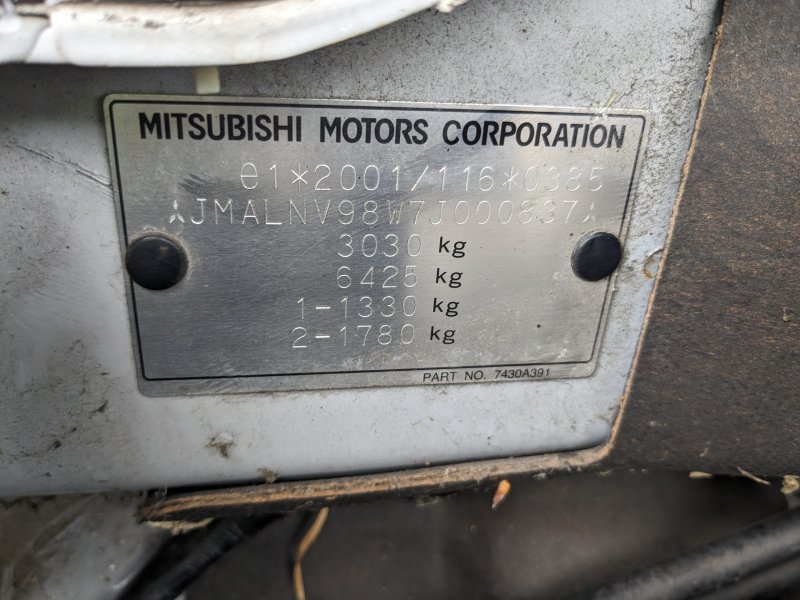 MITSUBISHI MOTORS CORPORATION
e1*2001/116*0385
JMALNV98W7J000837
3030 kg
6425 kg
1-1330 kg
2-1780 kg
PART NO. 7430A391